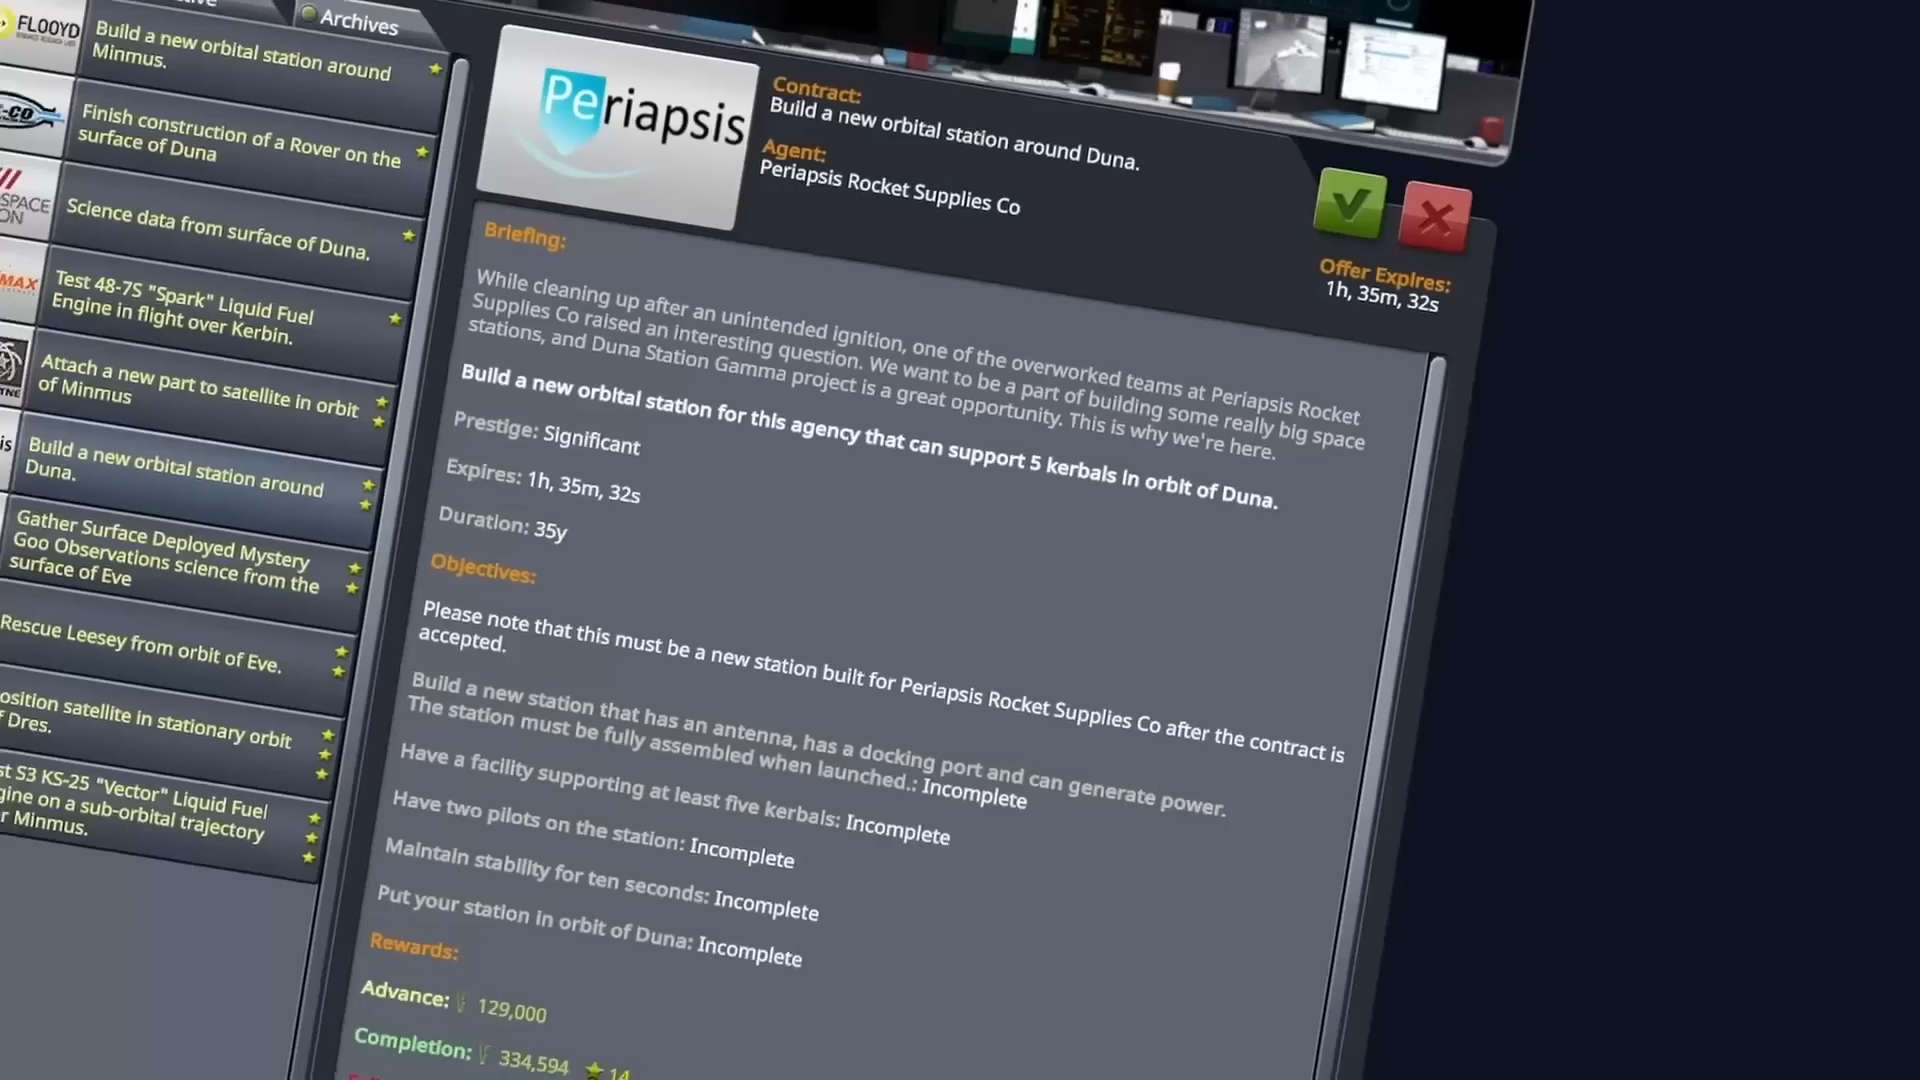 Archives
FLOOYD
Build a new orbital station around
Minmus.
Finish construction of a Rover on the
surface of Duna
Science data from surface of Duna.
Test 48-7S "Spark" Liquid Fuel
Engine in flight over Kerbin.
Attach a new part to satellite in orbit
of Minmus
Build a new orbital station around
Duna.
Gather Surface Deployed Mystery
Goo Observations science from the
surface of Eve
Rescue Leesey from orbit of Eve.
osition satellite in stationary orbit
f Dres.
st S3 KS-25 "Vector" Liquid Fuel
gine on a sub-orbital trajectory
r Minmus.
Periapsis
Contract:
Build a new orbital station around Duna.
Agent:
Periapsis Rocket Supplies Co
Offer Expires:
1h, 35m, 32s
Briefing:
While cleaning up after an unintended ignition, one of the overworked teams at Periapsis Rocket
Supplies Co raised an interesting question. We want to be a part of building some really big space
stations, and Duna Station Gamma project is a great opportunity. This is why we're here.
Build a new orbital station for this agency that can support 5 kerbals in orbit of Duna.
Prestige: Significant
Expires: 1h, 35m, 32s
Duration: 35y
Objectives:
Please note that this must be a new station built for Periapsis Rocket Supplies Co after the contract is
accepted.
Build a new station that has an antenna, has a docking port and can generate power.
The station must be fully assembled when launched.: Incomplete
Have a facility supporting at least five kerbals: Incomplete
Have two pilots on the station: Incomplete
Maintain stability for ten seconds: Incomplete
Put your station in orbit of Duna: Incomplete
Rewards:
Advance: 129,000
Completion: 334,594 14